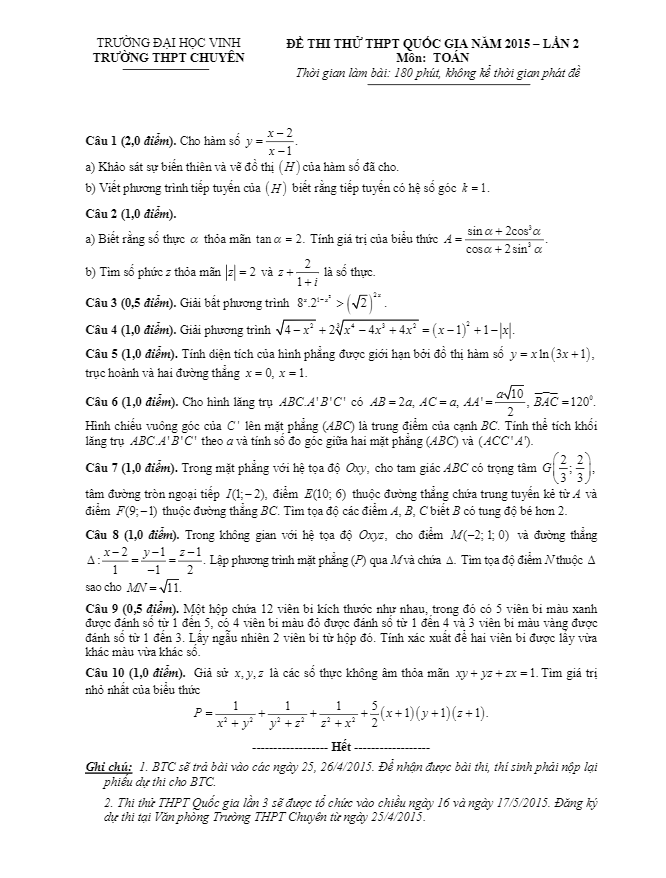 TRƯỜNG ĐẠI HỌC VINH
TRƯỜNG THPT CHUYÊN
ĐỀ THI THỬ THPT QUỐC GIA NĂM 2015 – LẦN 2
Môn: TOÁN
Thời gian làm bài: 180 phút, không kể thời gian phát đề
Câu 1 (2,0 điểm). Cho hàm số $y = \frac{x-2}{x-1}$.
a) Khảo sát sự biến thiên và vẽ đồ thị (H) của hàm số đã cho.
b) Viết phương trình tiếp tuyến của (H) biết rằng tiếp tuyến có hệ số góc k = 1.
Câu 2 (1,0 điểm).
a) Biết rằng số thực α thỏa mãn tan α = 2. Tính giá trị của biểu thức $A = \frac{\sin\alpha + 2\cos^3\alpha}{\cos\alpha + 2\sin^3\alpha}$.
b) Tìm số phức z thỏa mãn |z| = 2 và $z + \frac{2}{1+i}$ là số thực.
Câu 3 (0,5 điểm). Giải bất phương trình $8^x.2^{1-x^2} > (\sqrt{2})^{2x}$.
Câu 4 (1,0 điểm). Giải phương trình $\sqrt{4-x^2} + 2\sqrt[3]{x^4 - 4x^3 + 4x^2} = (x-1)^2 + 1 - |x|$.
Câu 5 (1,0 điểm). Tính diện tích của hình phẳng được giới hạn bởi đồ thị hàm số y = x ln(3x + 1),
trục hoành và hai đường thẳng x = 0, x = 1.
Câu 6 (1,0 điểm). Cho hình lăng trụ ABC.A'B'C' có AB = 2a, AC = a, $AA' = \frac{a\sqrt{10}}{2}$, $\widehat{BAC} = 120^0$.
Hình chiếu vuông góc của C' lên mặt phẳng (ABC) là trung điểm của cạnh BC. Tính thể tích khối
lăng trụ ABC.A'B'C' theo a và tính số đo góc giữa hai mặt phẳng (ABC) và (ACC'A').
Câu 7 (1,0 điểm). Trong mặt phẳng với hệ tọa độ Oxy, cho tam giác ABC có trọng tâm $G\left(\frac{2}{3}; \frac{2}{3}\right)$,
tâm đường tròn ngoại tiếp I(1; – 2), điểm E(10; 6) thuộc đường thẳng chứa trung tuyến kẻ từ A và
điểm F(9; –1) thuộc đường thẳng BC. Tìm tọa độ các điểm A, B, C biết B có tung độ bé hơn 2.
Câu 8 (1,0 điểm). Trong không gian với hệ tọa độ Oxyz, cho điểm M(–2; 1; 0) và đường thẳng
$\Delta : \frac{x-2}{1} = \frac{y-1}{-1} = \frac{z-1}{2}$. Lập phương trình mặt phẳng (P) qua M và chứa Δ. Tìm tọa độ điểm N thuộc Δ
sao cho $MN = \sqrt{11}$.
Câu 9 (0,5 điểm). Một hộp chứa 12 viên bi kích thước như nhau, trong đó có 5 viên bi màu xanh
được đánh số từ 1 đến 5, có 4 viên bi màu đỏ được đánh số từ 1 đến 4 và 3 viên bi màu vàng được
đánh số từ 1 đến 3. Lấy ngẫu nhiên 2 viên bi từ hộp đó. Tính xác xuất để hai viên bi được lấy vừa
khác màu vừa khác số.
Câu 10 (1,0 điểm). Giả sử x, y, z là các số thực không âm thỏa mãn xy + yz + zx = 1. Tìm giá trị
nhỏ nhất của biểu thức
$P = \frac{1}{x^2+y^2} + \frac{1}{y^2+z^2} + \frac{1}{z^2+x^2} + \frac{5}{2}(x+1)(y+1)(z+1)$.
------------------ Hết ------------------
Ghi chú: 1. BTC sẽ trả bài vào các ngày 25, 26/4/2015. Để nhận được bài thi, thí sinh phải nộp lại
phiếu dự thi cho BTC.
2. Thi thử THPT Quốc gia lần 3 sẽ được tổ chức vào chiều ngày 16 và ngày 17/5/2015. Đăng ký
dự thi tại Văn phòng Trường THPT Chuyên từ ngày 25/4/2015.